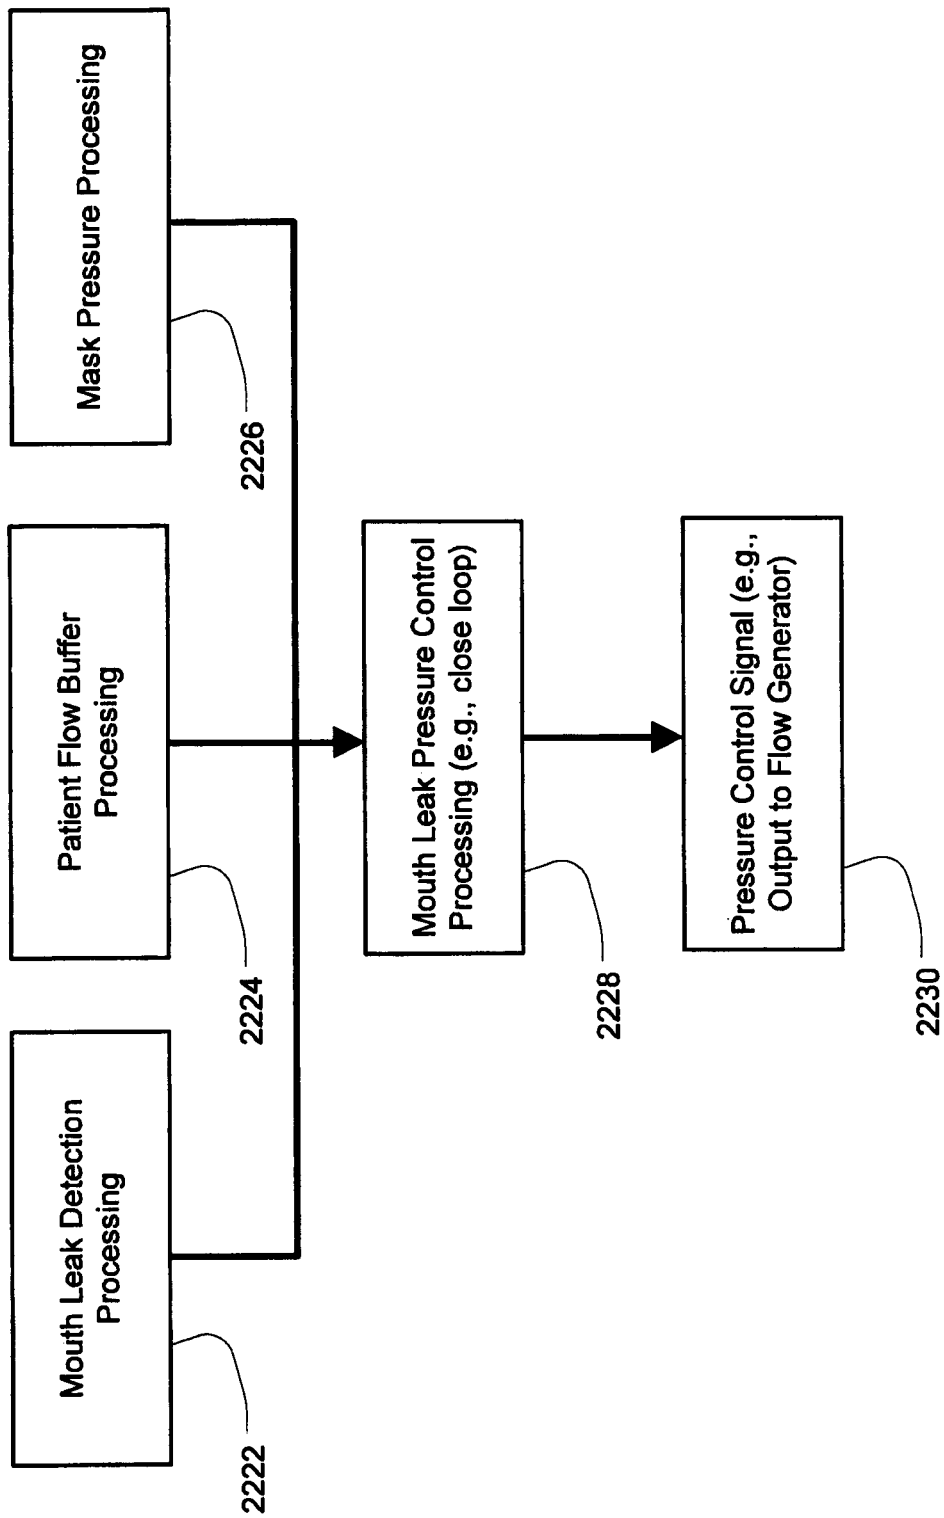 Mouth Leak Detection
Processing
2222
Patient Flow Buffer
Processing
2224
Mask Pressure Processing
2226
Mouth Leak Pressure Control
Processing (e.g., close loop)
2228
Pressure Control Signal (e.g.,
Output to Flow Generator)
2230